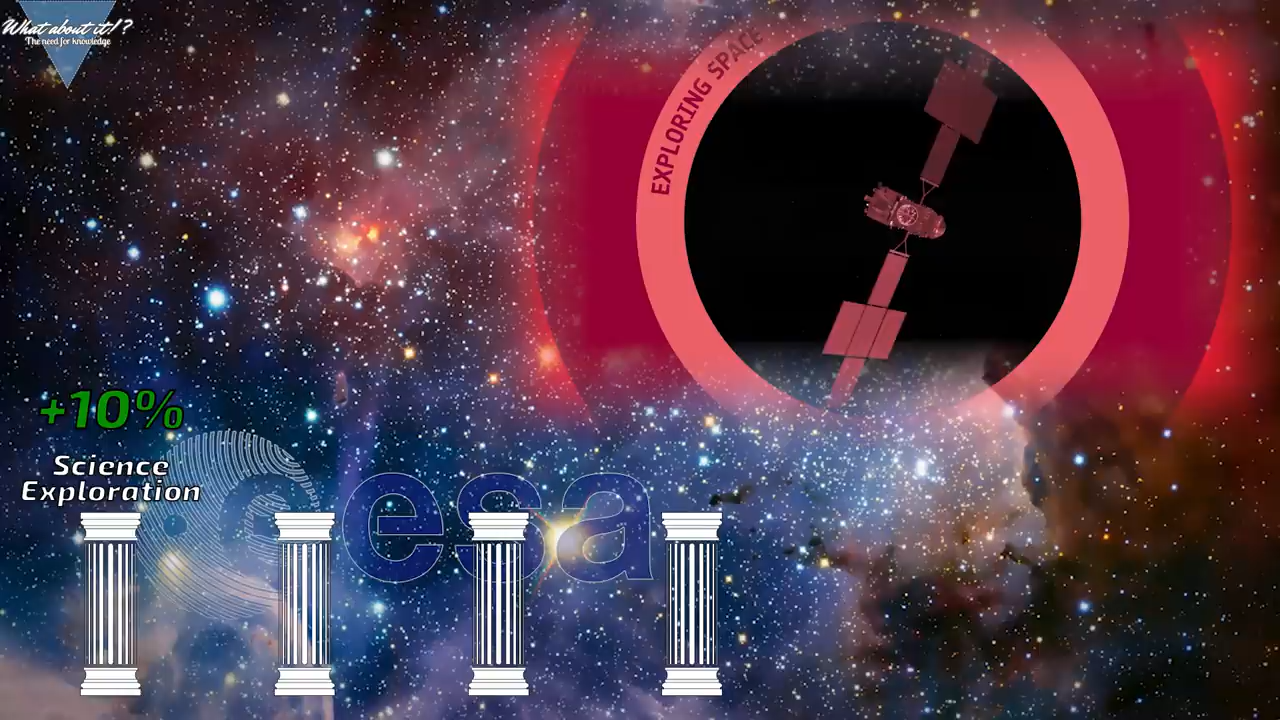 What about it!?
The need for knowledge
EXPLORING SPACE
+10%
Science
Exploration
esa